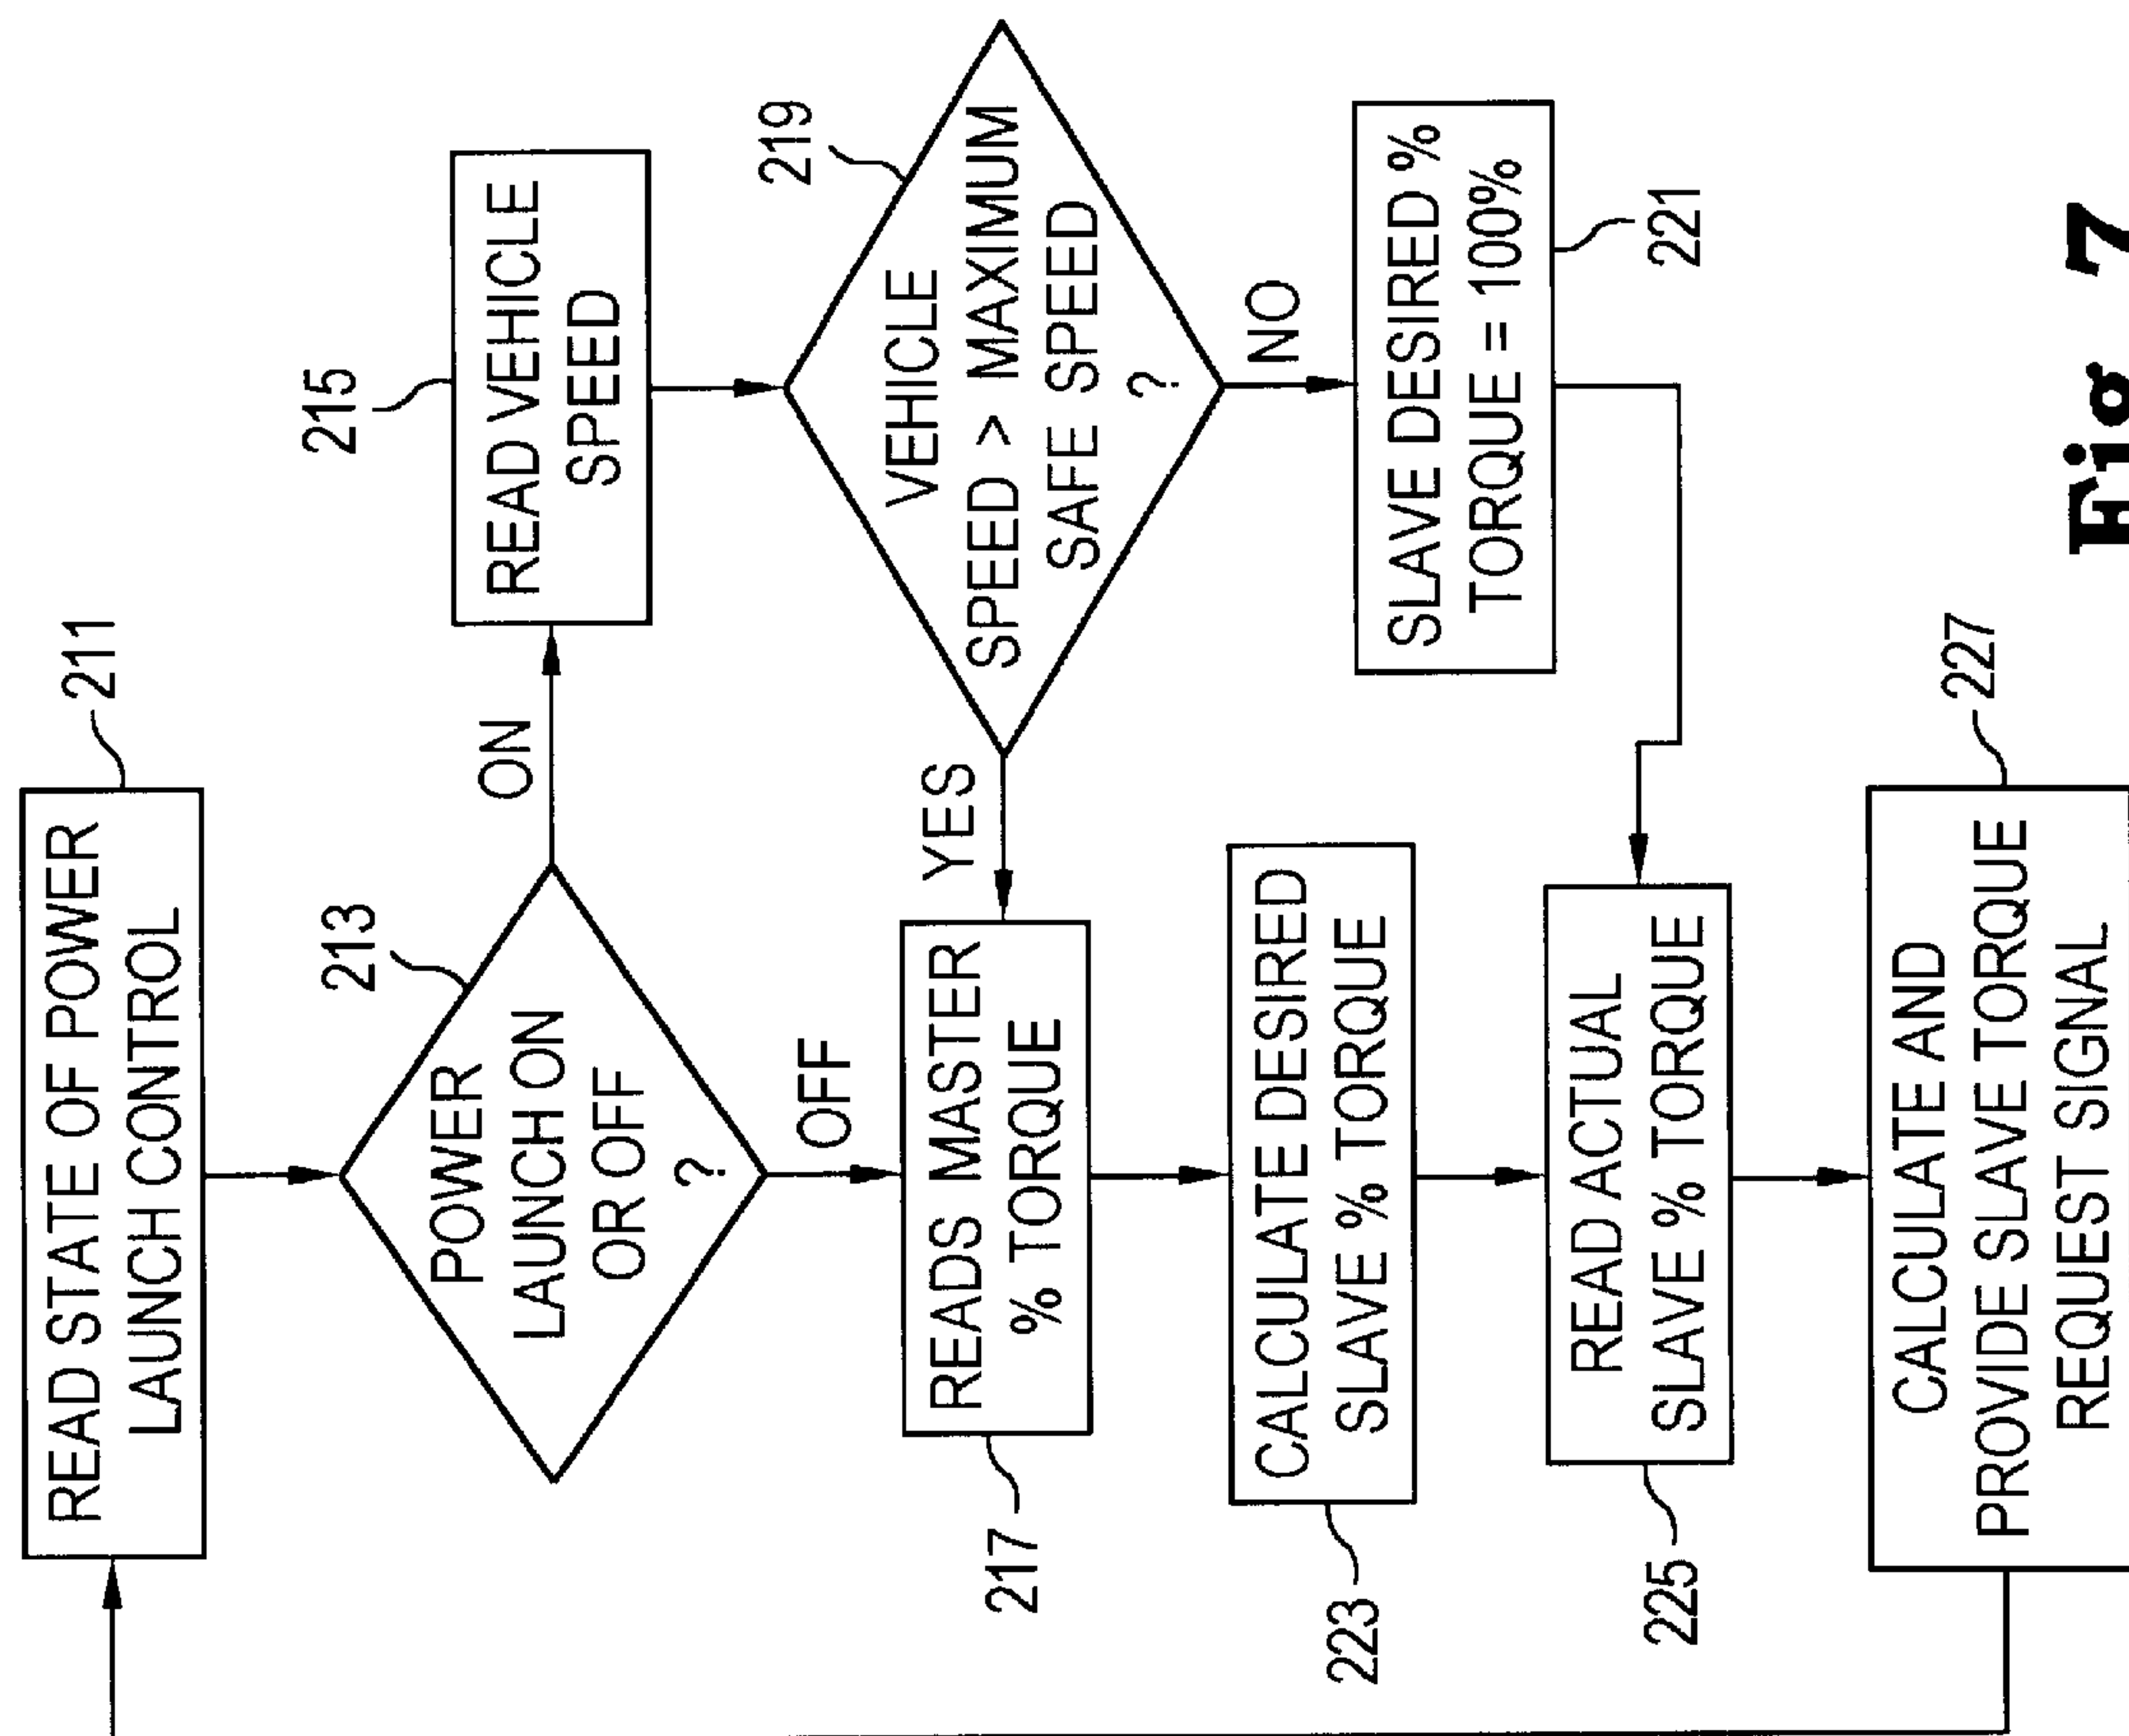 READ STATE OF POWER
LAUNCH CONTROL
211
POWER
LAUNCH ON
OR OFF
?
213
ON
READ VEHICLE
SPEED
215
VEHICLE
SPEED > MAXIMUM
SAFE SPEED
?
219
YES
NO
OFF
READS MASTER
% TORQUE
217
SLAVE DESIRED %
TORQUE = 100%
221
CALCULATE DESIRED
SLAVE % TORQUE
223
READ ACTUAL
SLAVE % TORQUE
225
CALCULATE AND
PROVIDE SLAVE TORQUE
REQUEST SIGNAL
227
Fig 7